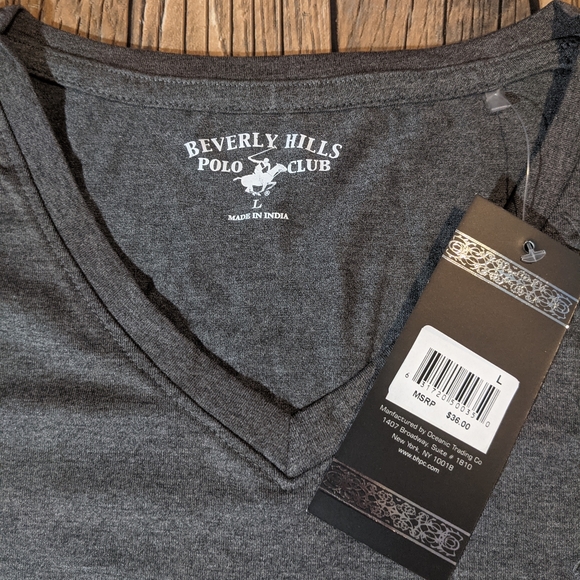 BEVERLY HILLS
POLO CLUB
L
MADE IN INDIA
L
MSRP $36.00
Manfactured by Oceanic Trading Co
1407 Broadway, Suite # 1810
New York, NY 10018
www.bhpc.com